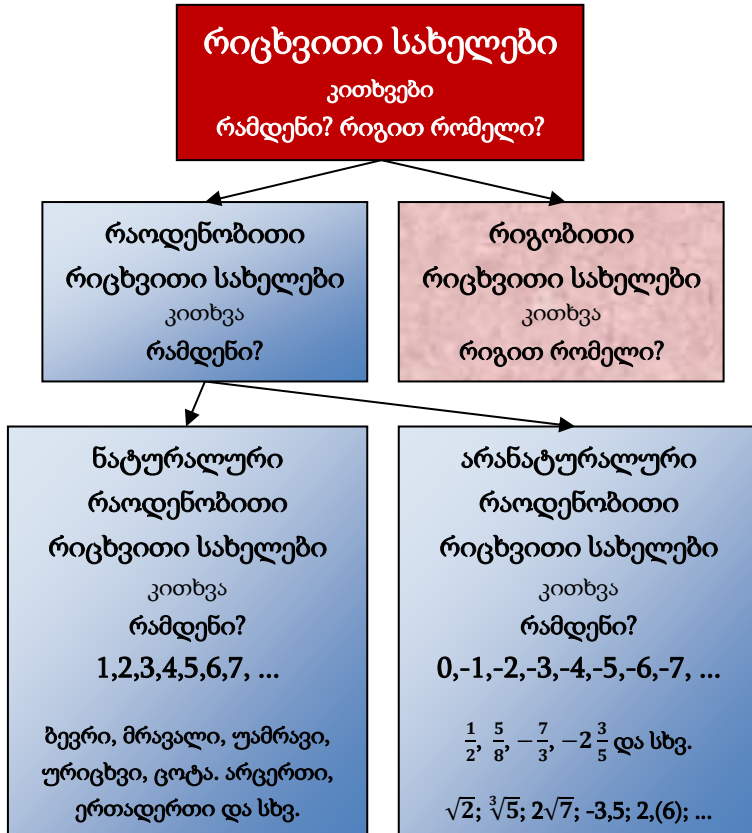 რიცხვითი სახელები
კითხვები
რამდენი? რიგით რომელი?
რაოდენობითი
რიცხვითი სახელები
კითხვა
რამდენი?
რიგობითი
რიცხვითი სახელები
კითხვა
რიგით რომელი?
ნატურალური
რაოდენობითი
რიცხვითი სახელები
კითხვა
რამდენი?
1,2,3,4,5,6,7, ...
ბევრი, მრავალი, უამრავი,
ურიცხვი, ცოტა. არცერთი,
ერთადერთი და სხვ.
არანატურალური
რაოდენობითი
რიცხვითი სახელები
კითხვა
რამდენი?
0,-1,-2,-3,-4,-5,-6,-7, ...
1/2, 5/8, −7/3, −2 3/5 და სხვ.
√2; ∛5; 2√7; -3,5; 2,(6); ...